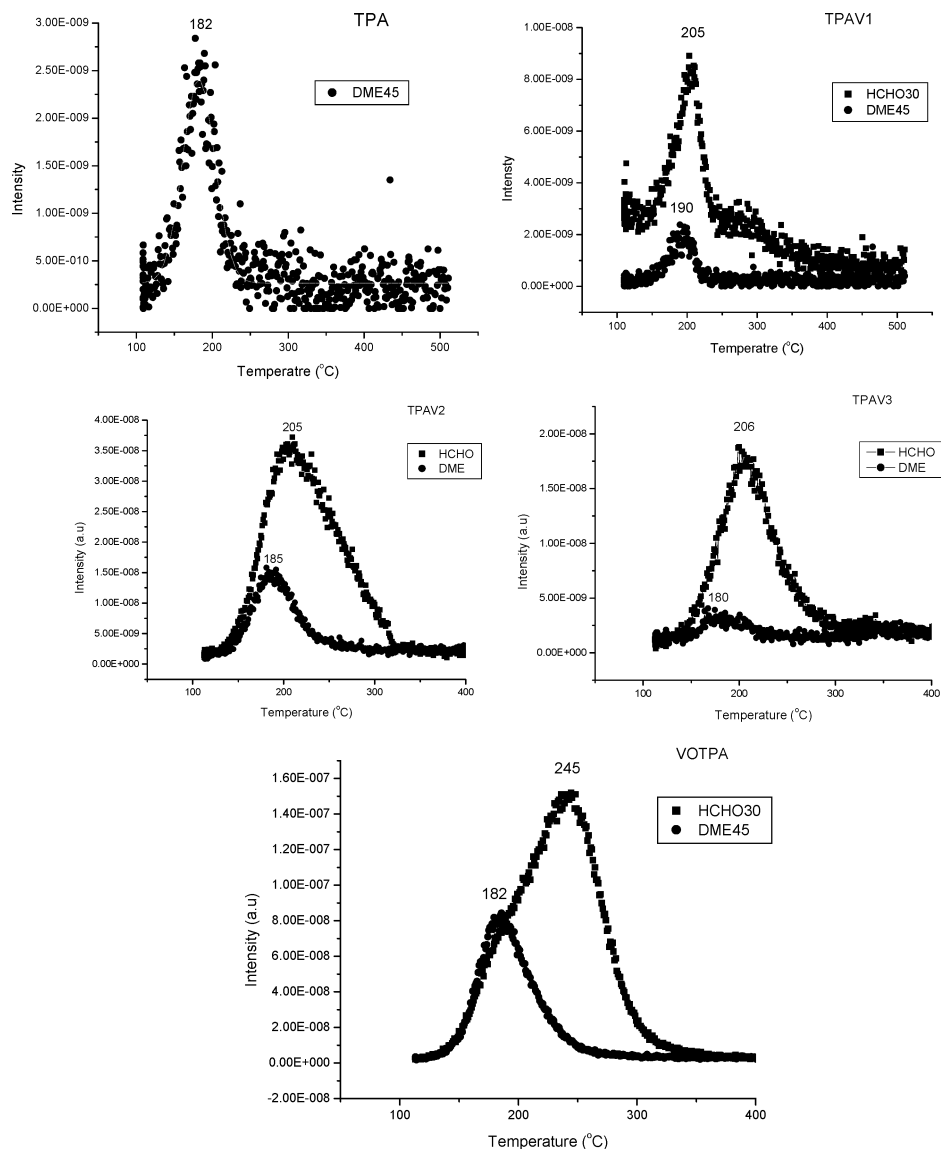 TPA
182
DME45
3.00E-009
2.50E-009
2.00E-009
1.50E-009
1.00E-009
5.00E-010
0.00E+000
Intensity
100 200 300 400 500
Temperatre (°C)
TPAV1
205
HCHO30
DME45
190
1.00E-008
8.00E-009
6.00E-009
4.00E-009
2.00E-009
0.00E+000
Intensty
100 200 300 400 500
Temperatre (°C)
TPAV2
205
HCHO
DME
185
4.00E-008
3.50E-008
3.00E-008
2.50E-008
2.00E-008
1.50E-008
1.00E-008
5.00E-009
0.00E+000
Intensity (a.u)
100 200 300 400
Temperature (°C)
TPAV3
206
HCHO
DME
180
2.00E-008
1.50E-008
1.00E-008
5.00E-009
0.00E+000
Intensity (a.u)
100 200 300 400
Temperature (°C)
VOTPA
245
HCHO30
DME45
182
1.60E-007
1.40E-007
1.20E-007
1.00E-007
8.00E-008
6.00E-008
4.00E-008
2.00E-008
0.00E+000
-2.00E-008
Intensity (a.u)
100 200 300 400
Temperature (°C)